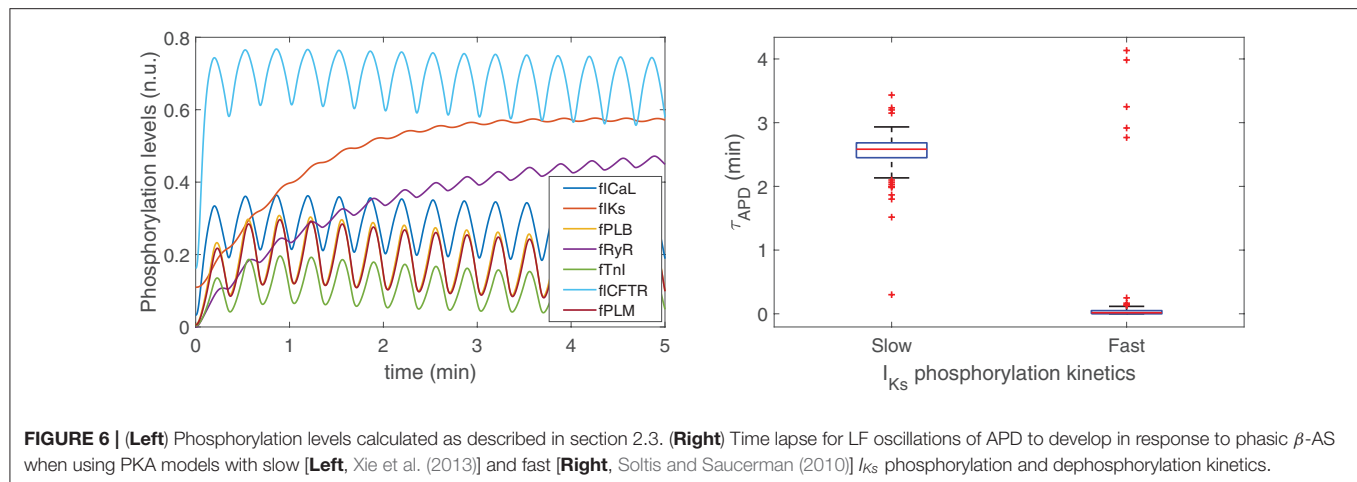 0.8
0.6
0.4
0.2
0
Phosphorylation levels (n.u.)
0 1 2 3 4 5
time (min)
fICaL
fIKs
fPLB
fRyR
fTnI
fICFTR
fPLM
4
3
2
1
0
τAPD (min)
Slow Fast
IKs phosphorylation kinetics
FIGURE 6 | (Left) Phosphorylation levels calculated as described in section 2.3. (Right) Time lapse for LF oscillations of APD to develop in response to phasic β-AS
when using PKA models with slow [Left, Xie et al. (2013)] and fast [Right, Soltis and Saucerman (2010)] IKs phosphorylation and dephosphorylation kinetics.